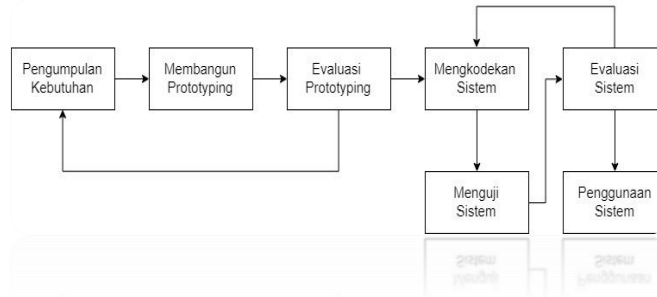 Pengumpulan
Kebutuhan
Membangun
Prototyping
Evaluasi
Prototyping
Mengkodekan
Sistem
Evaluasi
Sistem
Menguji
Sistem
Penggunaan
Sistem